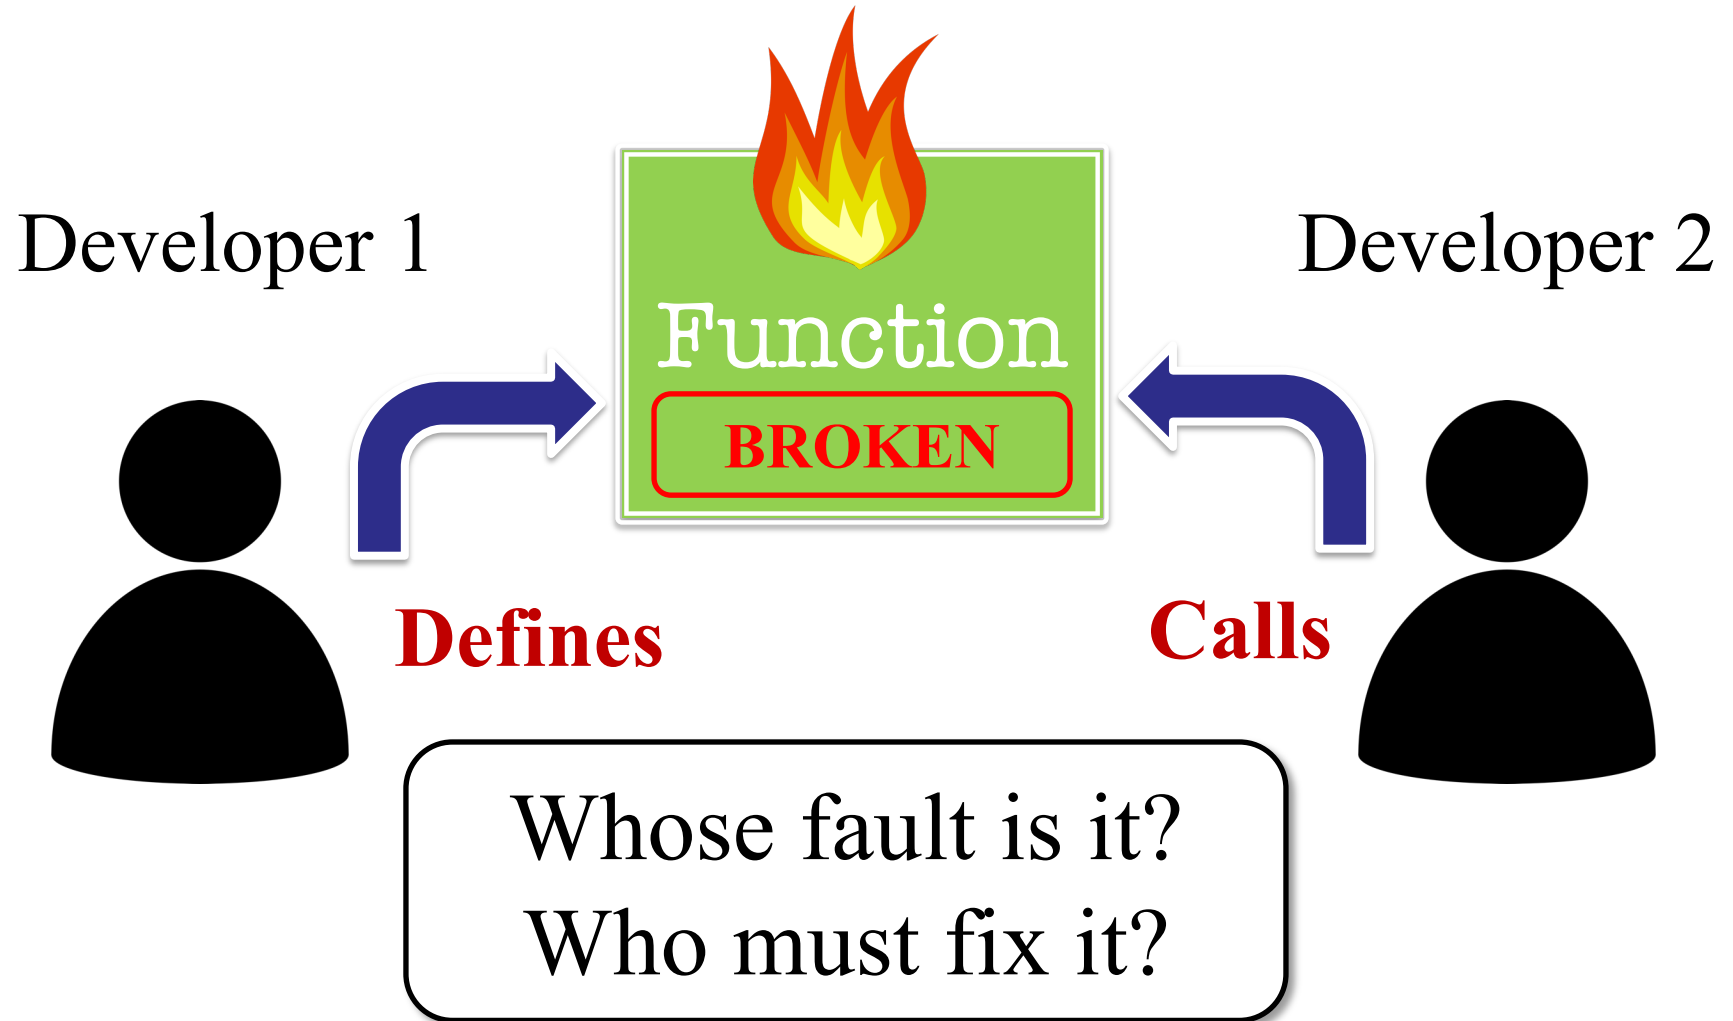 Developer 1
Developer 2
Function
BROKEN
Defines
Calls
Whose fault is it?
Who must fix it?